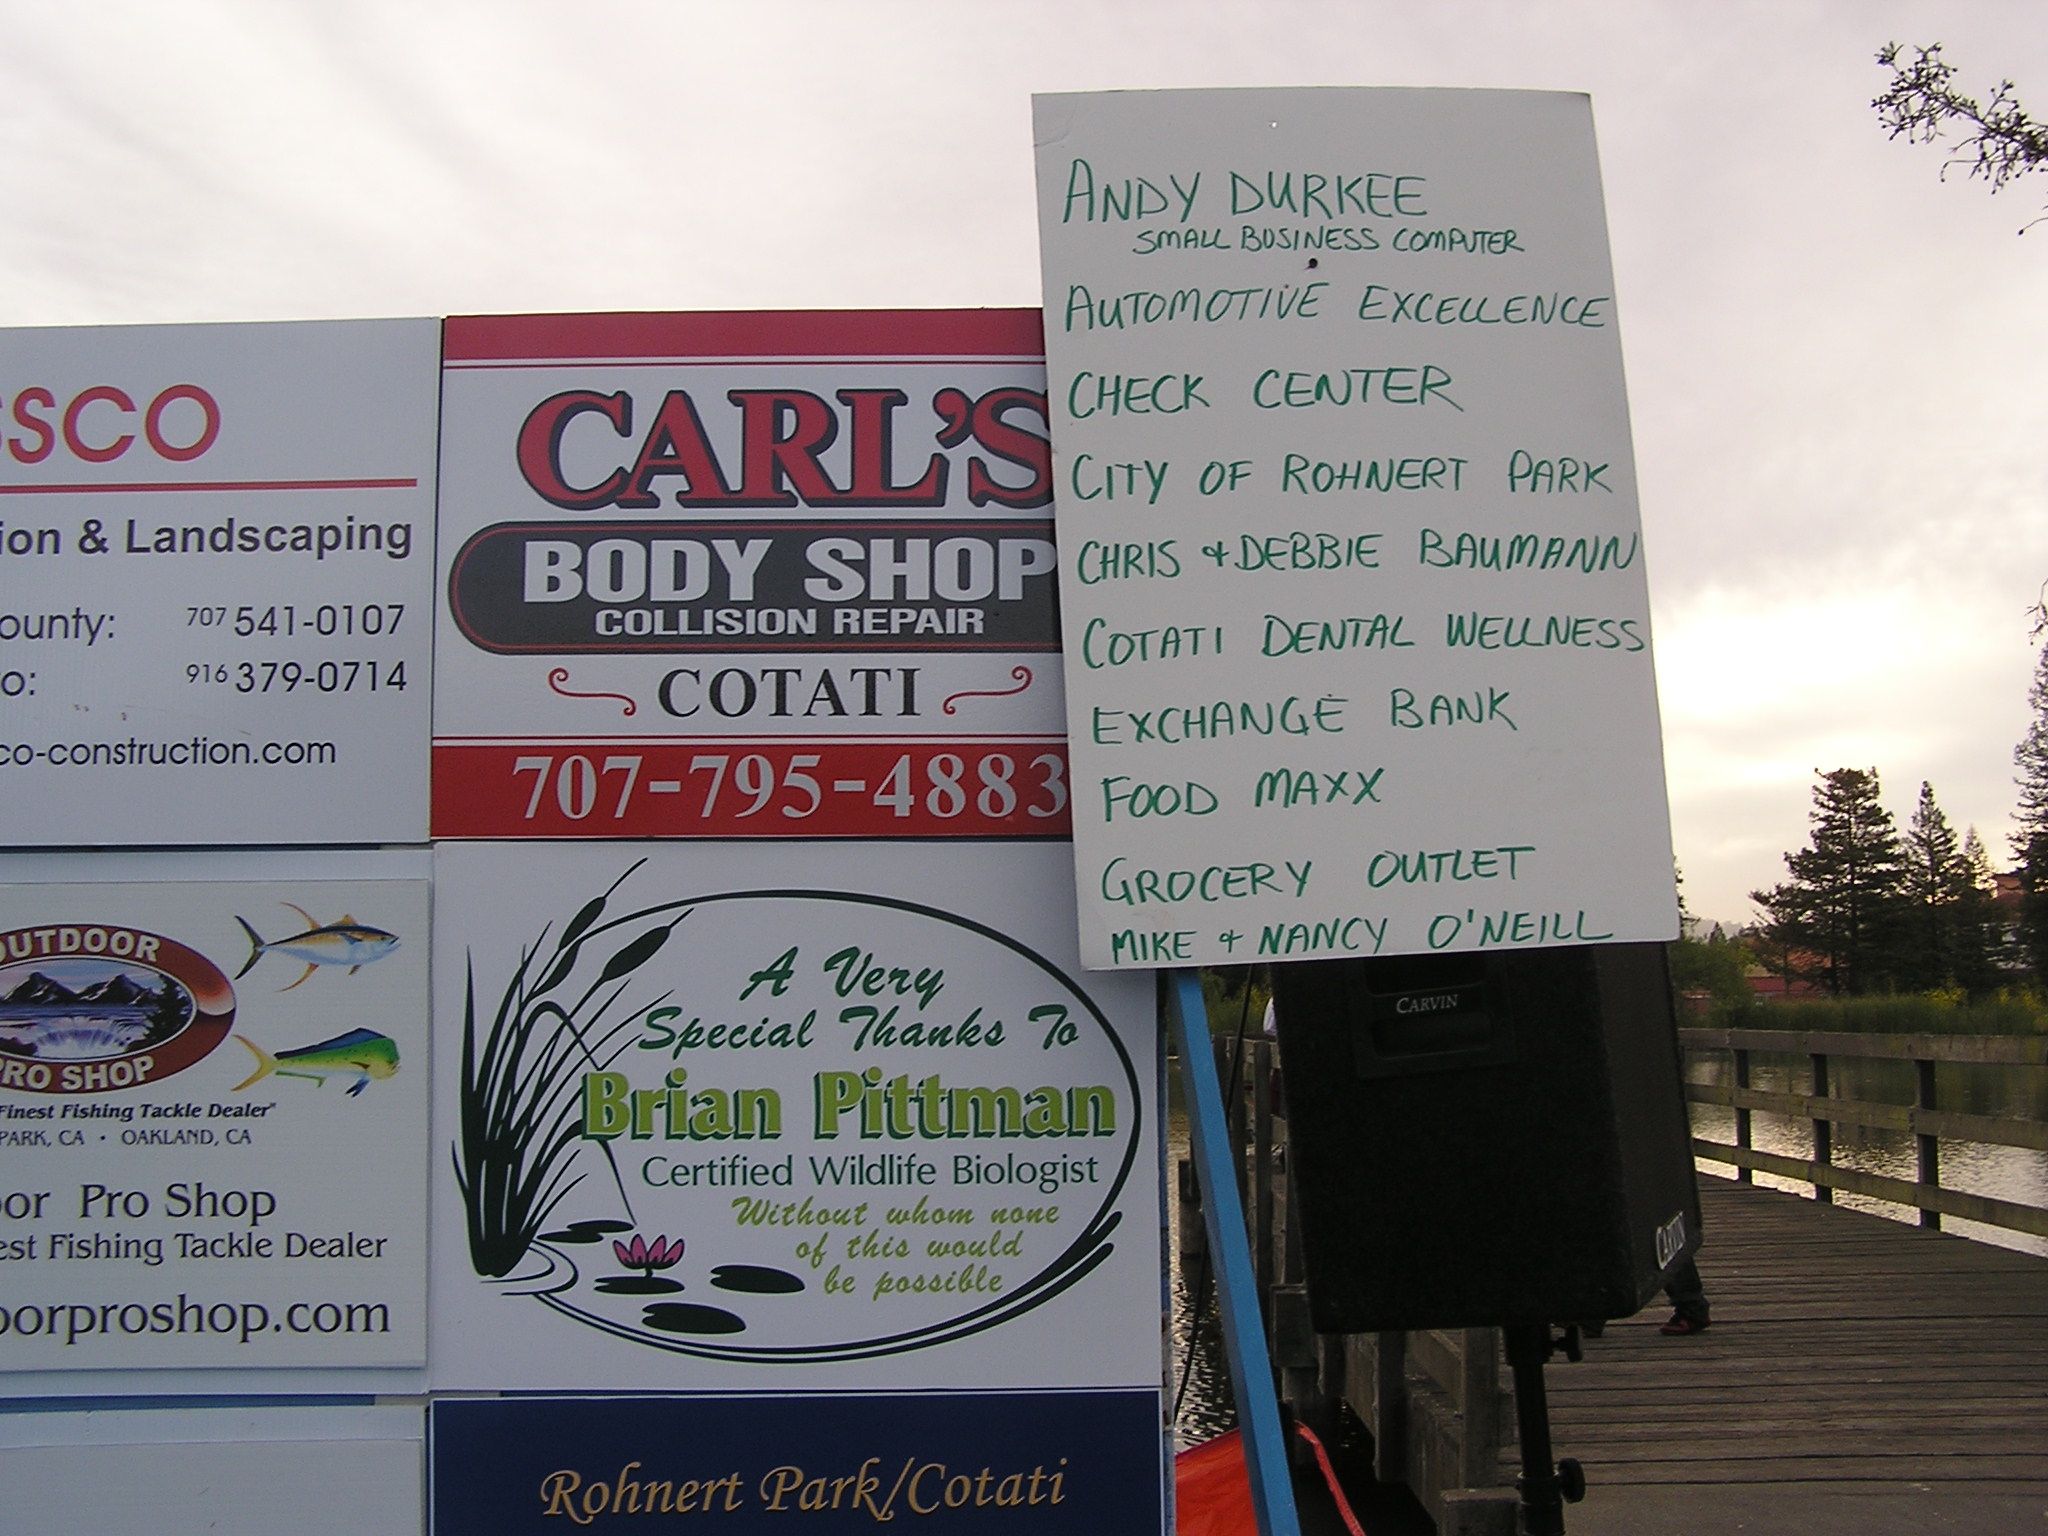 SSCO
ion & Landscaping
ounty: 707 541-0107
o: 916 379-0714
co-construction.com
OUTDOOR
PRO SHOP
Finest Fishing Tackle Dealer
PARK, CA • OAKLAND, CA
oor Pro Shop
est Fishing Tackle Dealer
oorproshop.com
CARL'S
BODY SHOP
COLLISION REPAIR
COTATI
707-795-4883
A Very
Special Thanks To
Brian Pittman
Certified Wildlife Biologist
Without whom none
of this would
be possible
Rohnert Park/Cotati
ANDY DURKEE
SMALL BUSINESS COMPUTER
AUTOMOTIVE EXCELLENCE
CHECK CENTER
CITY OF ROHNERT PARK
CHRIS + DEBBIE BAUMANN
COTATI DENTAL WELLNESS
EXCHANGE BANK
FOOD MAXX
GROCERY OUTLET
MIKE + NANCY O'NEILL
CARVIN
CARVIN